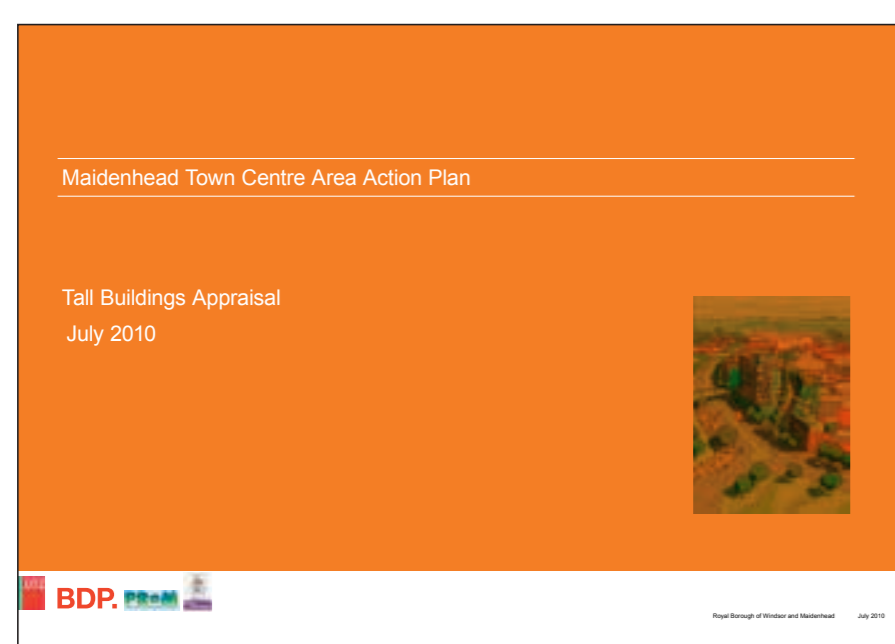 Maidenhead Town Centre Area Action Plan
Tall Buildings Appraisal
July 2010
BDP. PRoM
Royal Borough of Windsor and Maidenhead July 2010